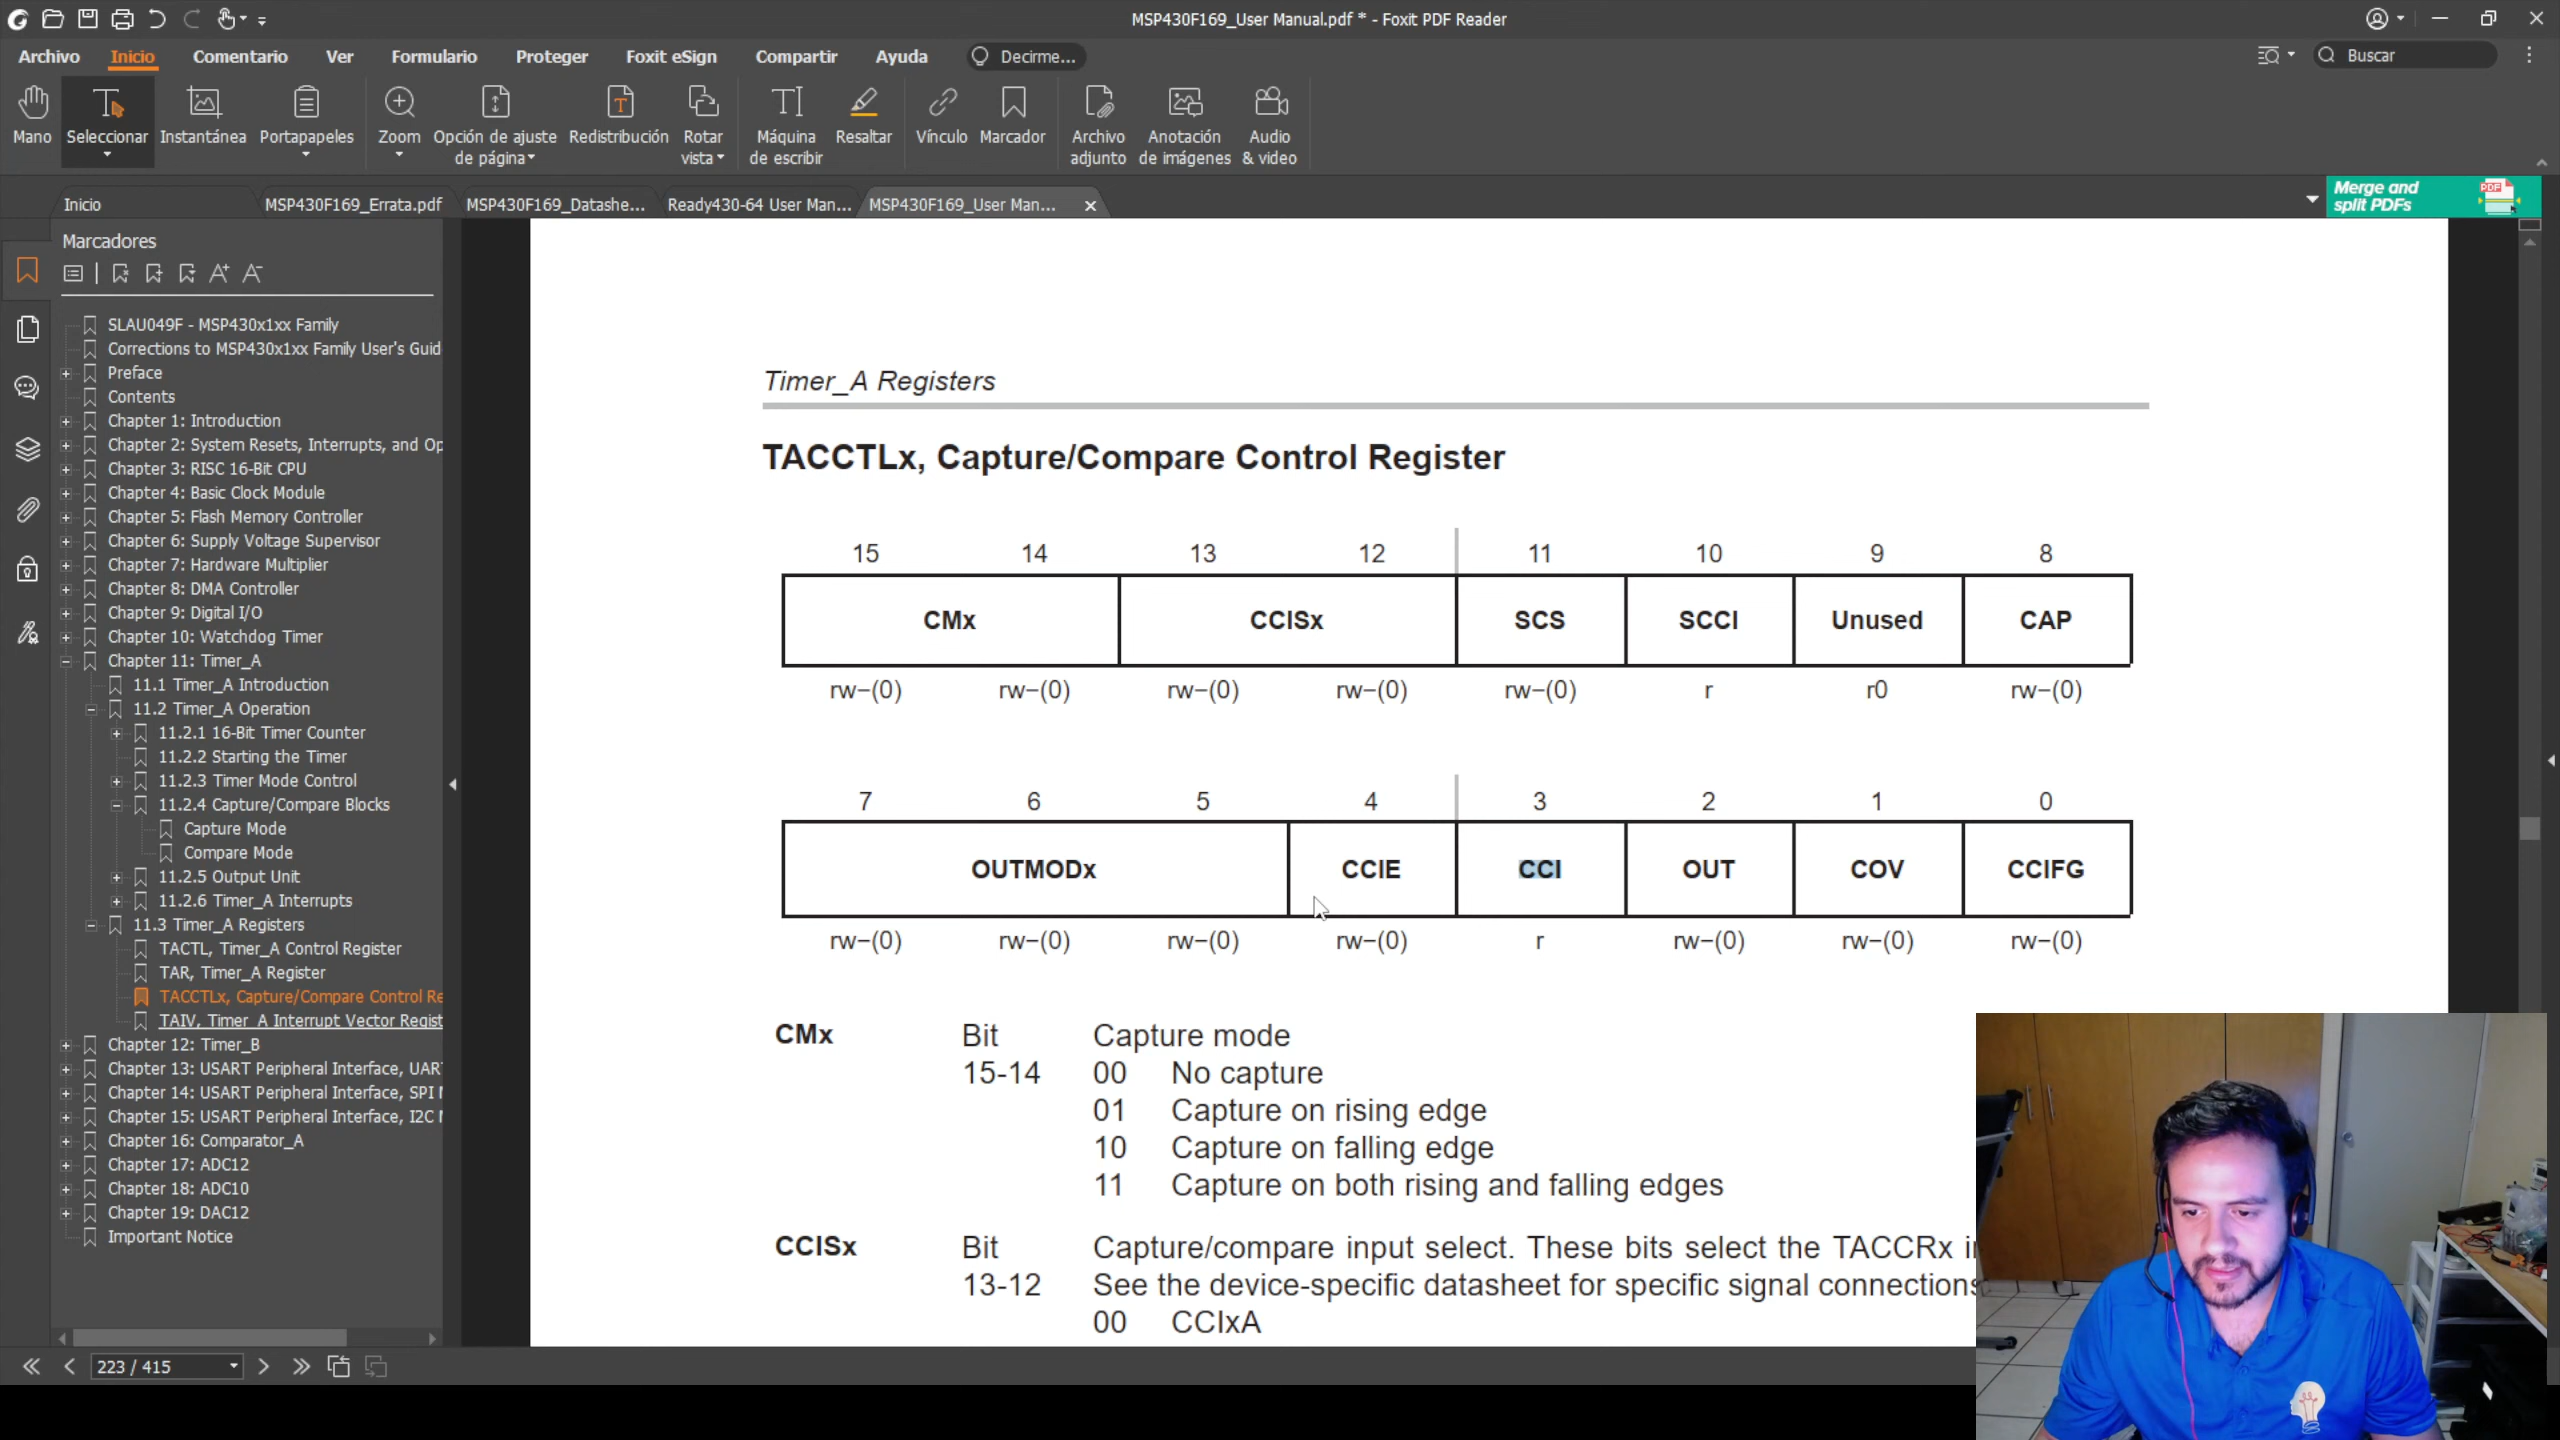 MSP430F169_User Manual.pdf * - Foxit PDF Reader
Archivo Inicio Comentario Ver Formulario Proteger Foxit eSign Compartir Ayuda Decirme... Buscar
Mano Seleccionar Instantánea Portapapeles Zoom Opción de ajuste de página Redistribución Rotar vista Máquina de escribir Resaltar Vínculo Marcador Archivo adjunto Anotación de imágenes Audio & video
Inicio MSP430F169_Errata.pdf MSP430F169_Datashe... Ready430-64 User Man... MSP430F169_User Man...
Merge and
split PDFs
PDF
Marcadores
SLAU049F - MSP430x1xx Family
Corrections to MSP430x1xx Family User's Guid
Preface
Contents
Chapter 1: Introduction
Chapter 2: System Resets, Interrupts, and Op
Chapter 3: RISC 16-Bit CPU
Chapter 4: Basic Clock Module
Chapter 5: Flash Memory Controller
Chapter 6: Supply Voltage Supervisor
Chapter 7: Hardware Multiplier
Chapter 8: DMA Controller
Chapter 9: Digital I/O
Chapter 10: Watchdog Timer
Chapter 11: Timer_A
11.1 Timer_A Introduction
11.2 Timer_A Operation
11.2.1 16-Bit Timer Counter
11.2.2 Starting the Timer
11.2.3 Timer Mode Control
11.2.4 Capture/Compare Blocks
Capture Mode
Compare Mode
11.2.5 Output Unit
11.2.6 Timer_A Interrupts
11.3 Timer_A Registers
TACTL, Timer_A Control Register
TAR, Timer_A Register
TACCTLx, Capture/Compare Control Re
TAIV, Timer_A Interrupt Vector Regist
Chapter 12: Timer_B
Chapter 13: USART Peripheral Interface, UAR
Chapter 14: USART Peripheral Interface, SPI
Chapter 15: USART Peripheral Interface, I2C
Chapter 16: Comparator_A
Chapter 17: ADC12
Chapter 18: ADC10
Chapter 19: DAC12
Important Notice
223 / 415
Timer_A Registers
TACCTLx, Capture/Compare Control Register
15 14 13 12 11 10 9 8
CMx CCISx SCS SCCI Unused CAP
rw−(0) rw−(0) rw−(0) rw−(0) rw−(0) r r0 rw−(0)
7 6 5 4 3 2 1 0
OUTMODx CCIE CCI OUT COV CCIFG
rw−(0) rw−(0) rw−(0) rw−(0) r rw−(0) rw−(0) rw−(0)
CMx Bit Capture mode
15-14 00 No capture
01 Capture on rising edge
10 Capture on falling edge
11 Capture on both rising and falling edges
CCISx Bit Capture/compare input select. These bits select the TACCRx
13-12 See the device-specific datasheet for specific signal connections
00 CCIxA